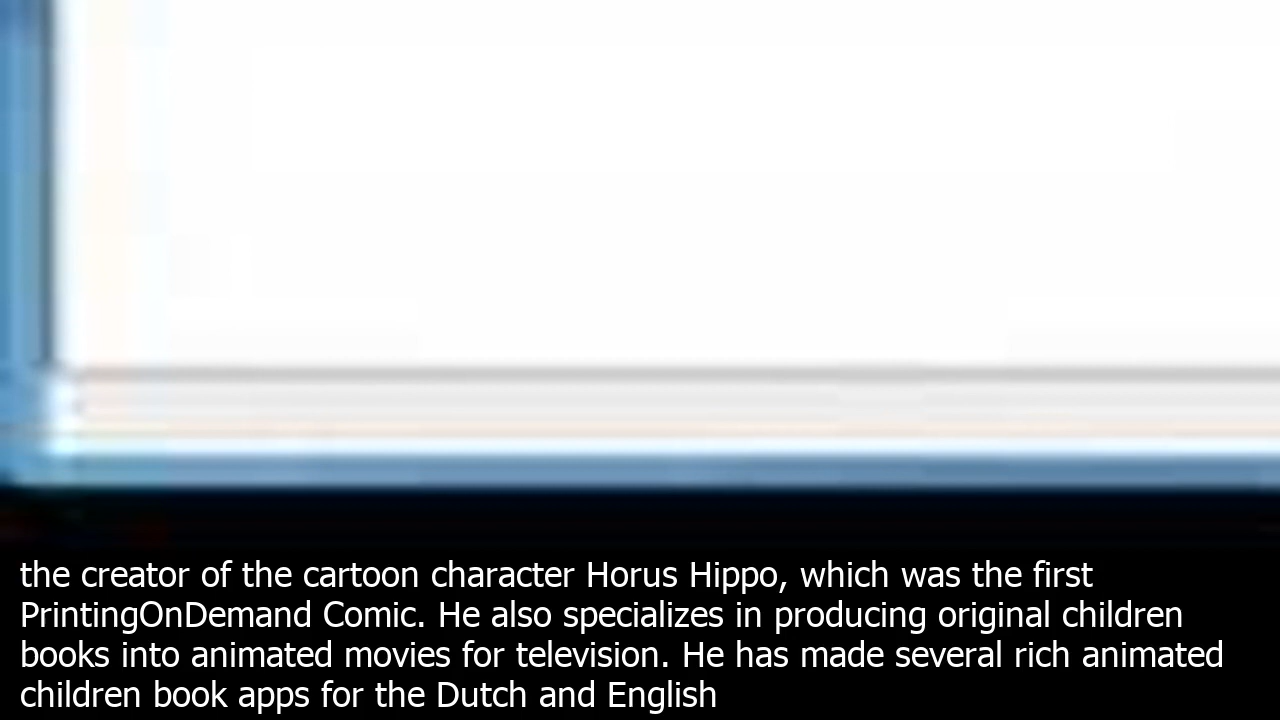 the creator of the cartoon character Horus Hippo, which was the first
PrintingOnDemand Comic. He also specializes in producing original children
books into animated movies for television. He has made several rich animated
children book apps for the Dutch and English